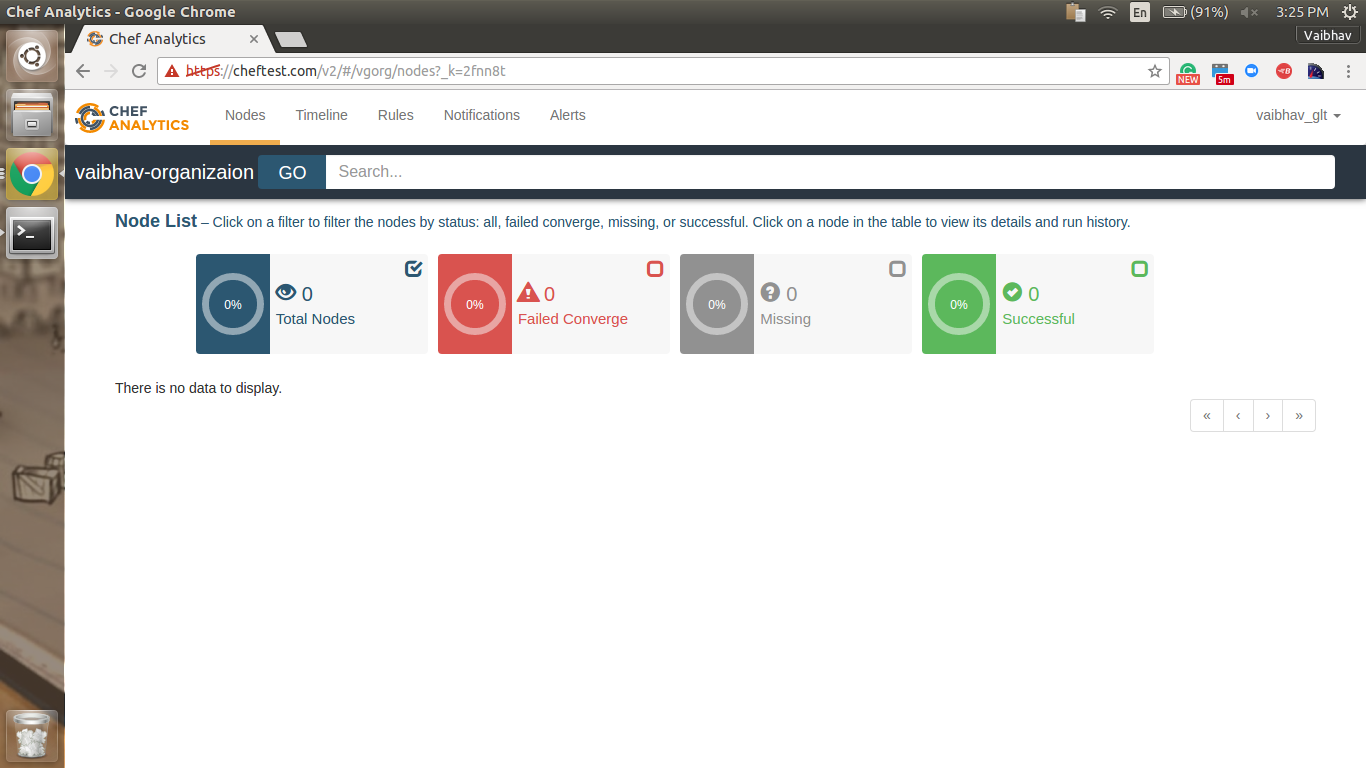 Chef Analytics - Google Chrome
En (91%) 3:25 PM
Chef Analytics
Vaibhav
https://cheftest.com/v2/#/vgorg/nodes?_k=2fnn8t
NEW 5m
CHEF
ANALYTICS
Nodes Timeline Rules Notifications Alerts vaibhav_glt
vaibhav-organizaion GO Search...
Node List – Click on a filter to filter the nodes by status: all, failed converge, missing, or successful. Click on a node in the table to view its details and run history.
0% 0 Total Nodes
0% 0 Failed Converge
0% 0 Missing
0% 0 Successful
There is no data to display.
« ‹ › »